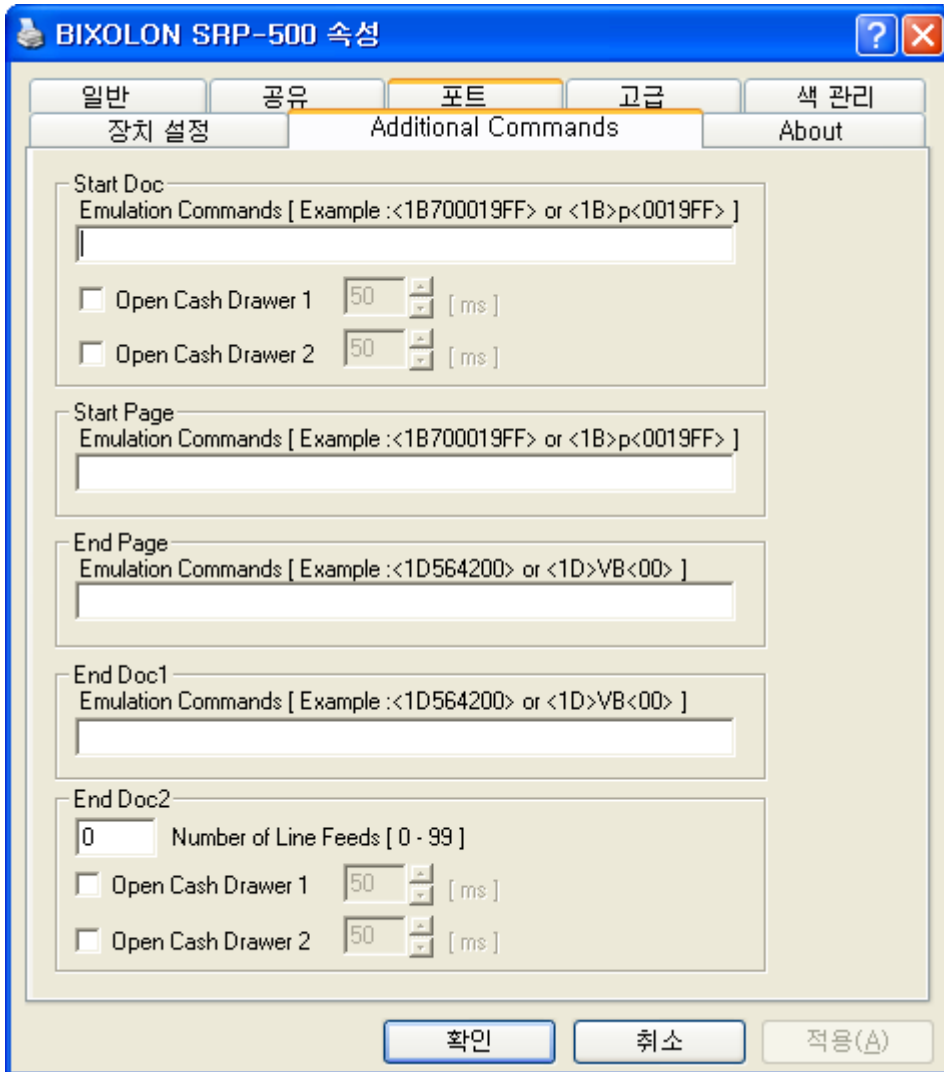 BIXOLON SRP-500 속성
일반 공유 포트 고급 색 관리
장치 설정 Additional Commands About
Start Doc
Emulation Commands [ Example :<1B700019FF> or <1B>p<0019FF> ]
Open Cash Drawer 1 50 [ ms ]
Open Cash Drawer 2 50 [ ms ]
Start Page
Emulation Commands [ Example :<1B700019FF> or <1B>p<0019FF> ]
End Page
Emulation Commands [ Example :<1D564200> or <1D>VB<00> ]
End Doc1
Emulation Commands [ Example :<1D564200> or <1D>VB<00> ]
End Doc2
0 Number of Line Feeds [ 0 - 99 ]
Open Cash Drawer 1 50 [ ms ]
Open Cash Drawer 2 50 [ ms ]
확인 취소 적용(A)